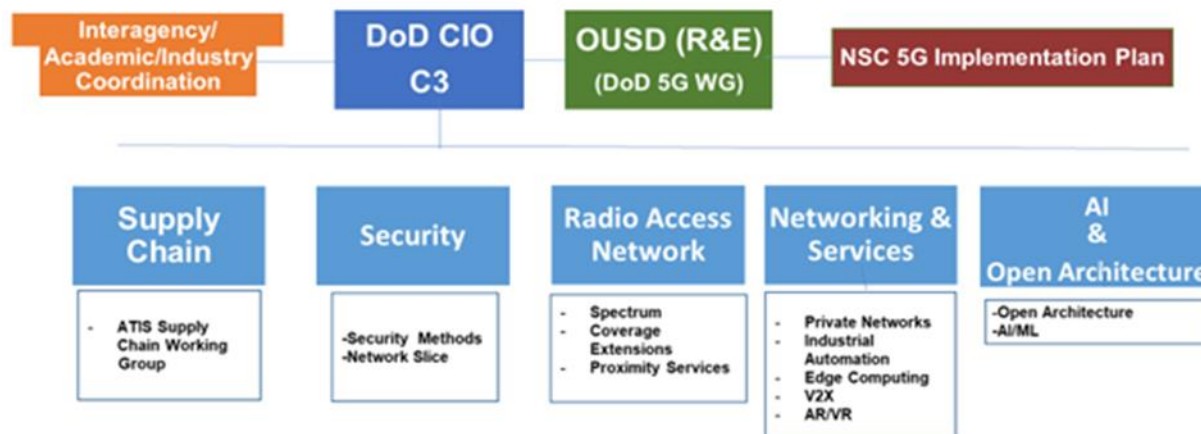 Interagency/
Academic/Industry
Coordination
DoD CIO
C3
OUSD (R&E)
(DoD 5G WG)
NSC 5G Implementation Plan
Supply
Chain
- ATIS Supply
Chain Working
Group
Security
-Security Methods
-Network Slice
Radio Access
Network
- Spectrum
- Coverage
Extensions
- Proximity Services
Networking &
Services
- Private Networks
- Industrial
Automation
- Edge Computing
- V2X
- AR/VR
AI
&
Open Architecture
-Open Architecture
-AI/ML